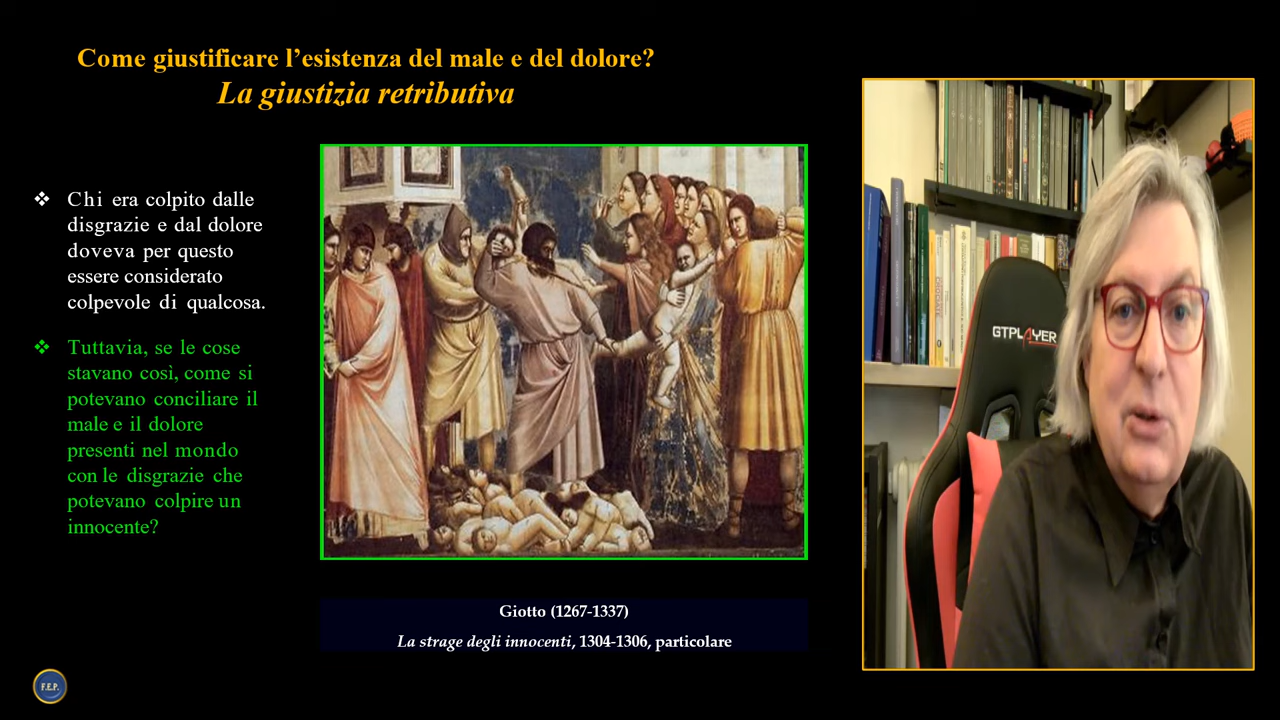 Come giustificare l’esistenza del male e del dolore?
La giustizia retributiva
❖ Chi era colpito dalle
disgrazie e dal dolore
doveva per questo
essere considerato
colpevole di qualcosa.
❖ Tuttavia, se le cose
stavano così, come si
potevano conciliare il
male e il dolore
presenti nel mondo
con le disgrazie che
potevano colpire un
innocente?
Giotto (1267-1337)
La strage degli innocenti, 1304-1306, particolare
GTPLAYER
F.E.P.